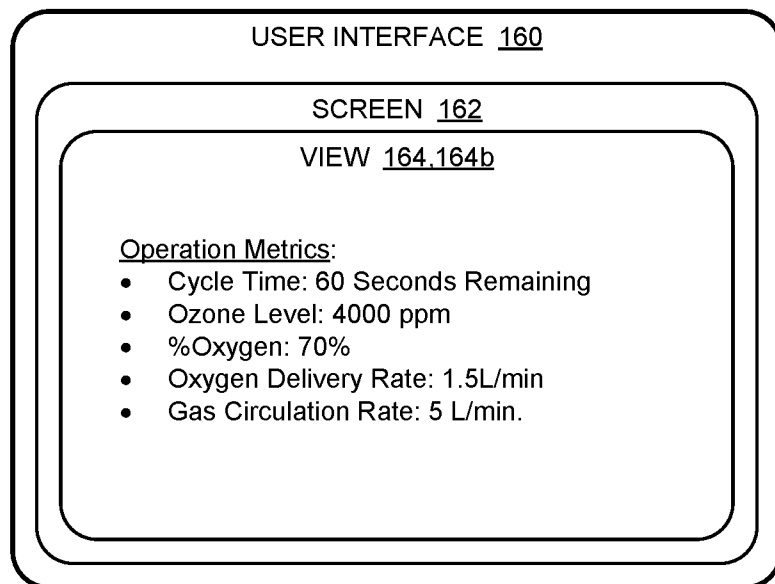 USER INTERFACE 160
SCREEN 162
VIEW 164,164b
Operation Metrics:
• Cycle Time: 60 Seconds Remaining
• Ozone Level: 4000 ppm
• %Oxygen: 70%
• Oxygen Delivery Rate: 1.5L/min
• Gas Circulation Rate: 5 L/min.